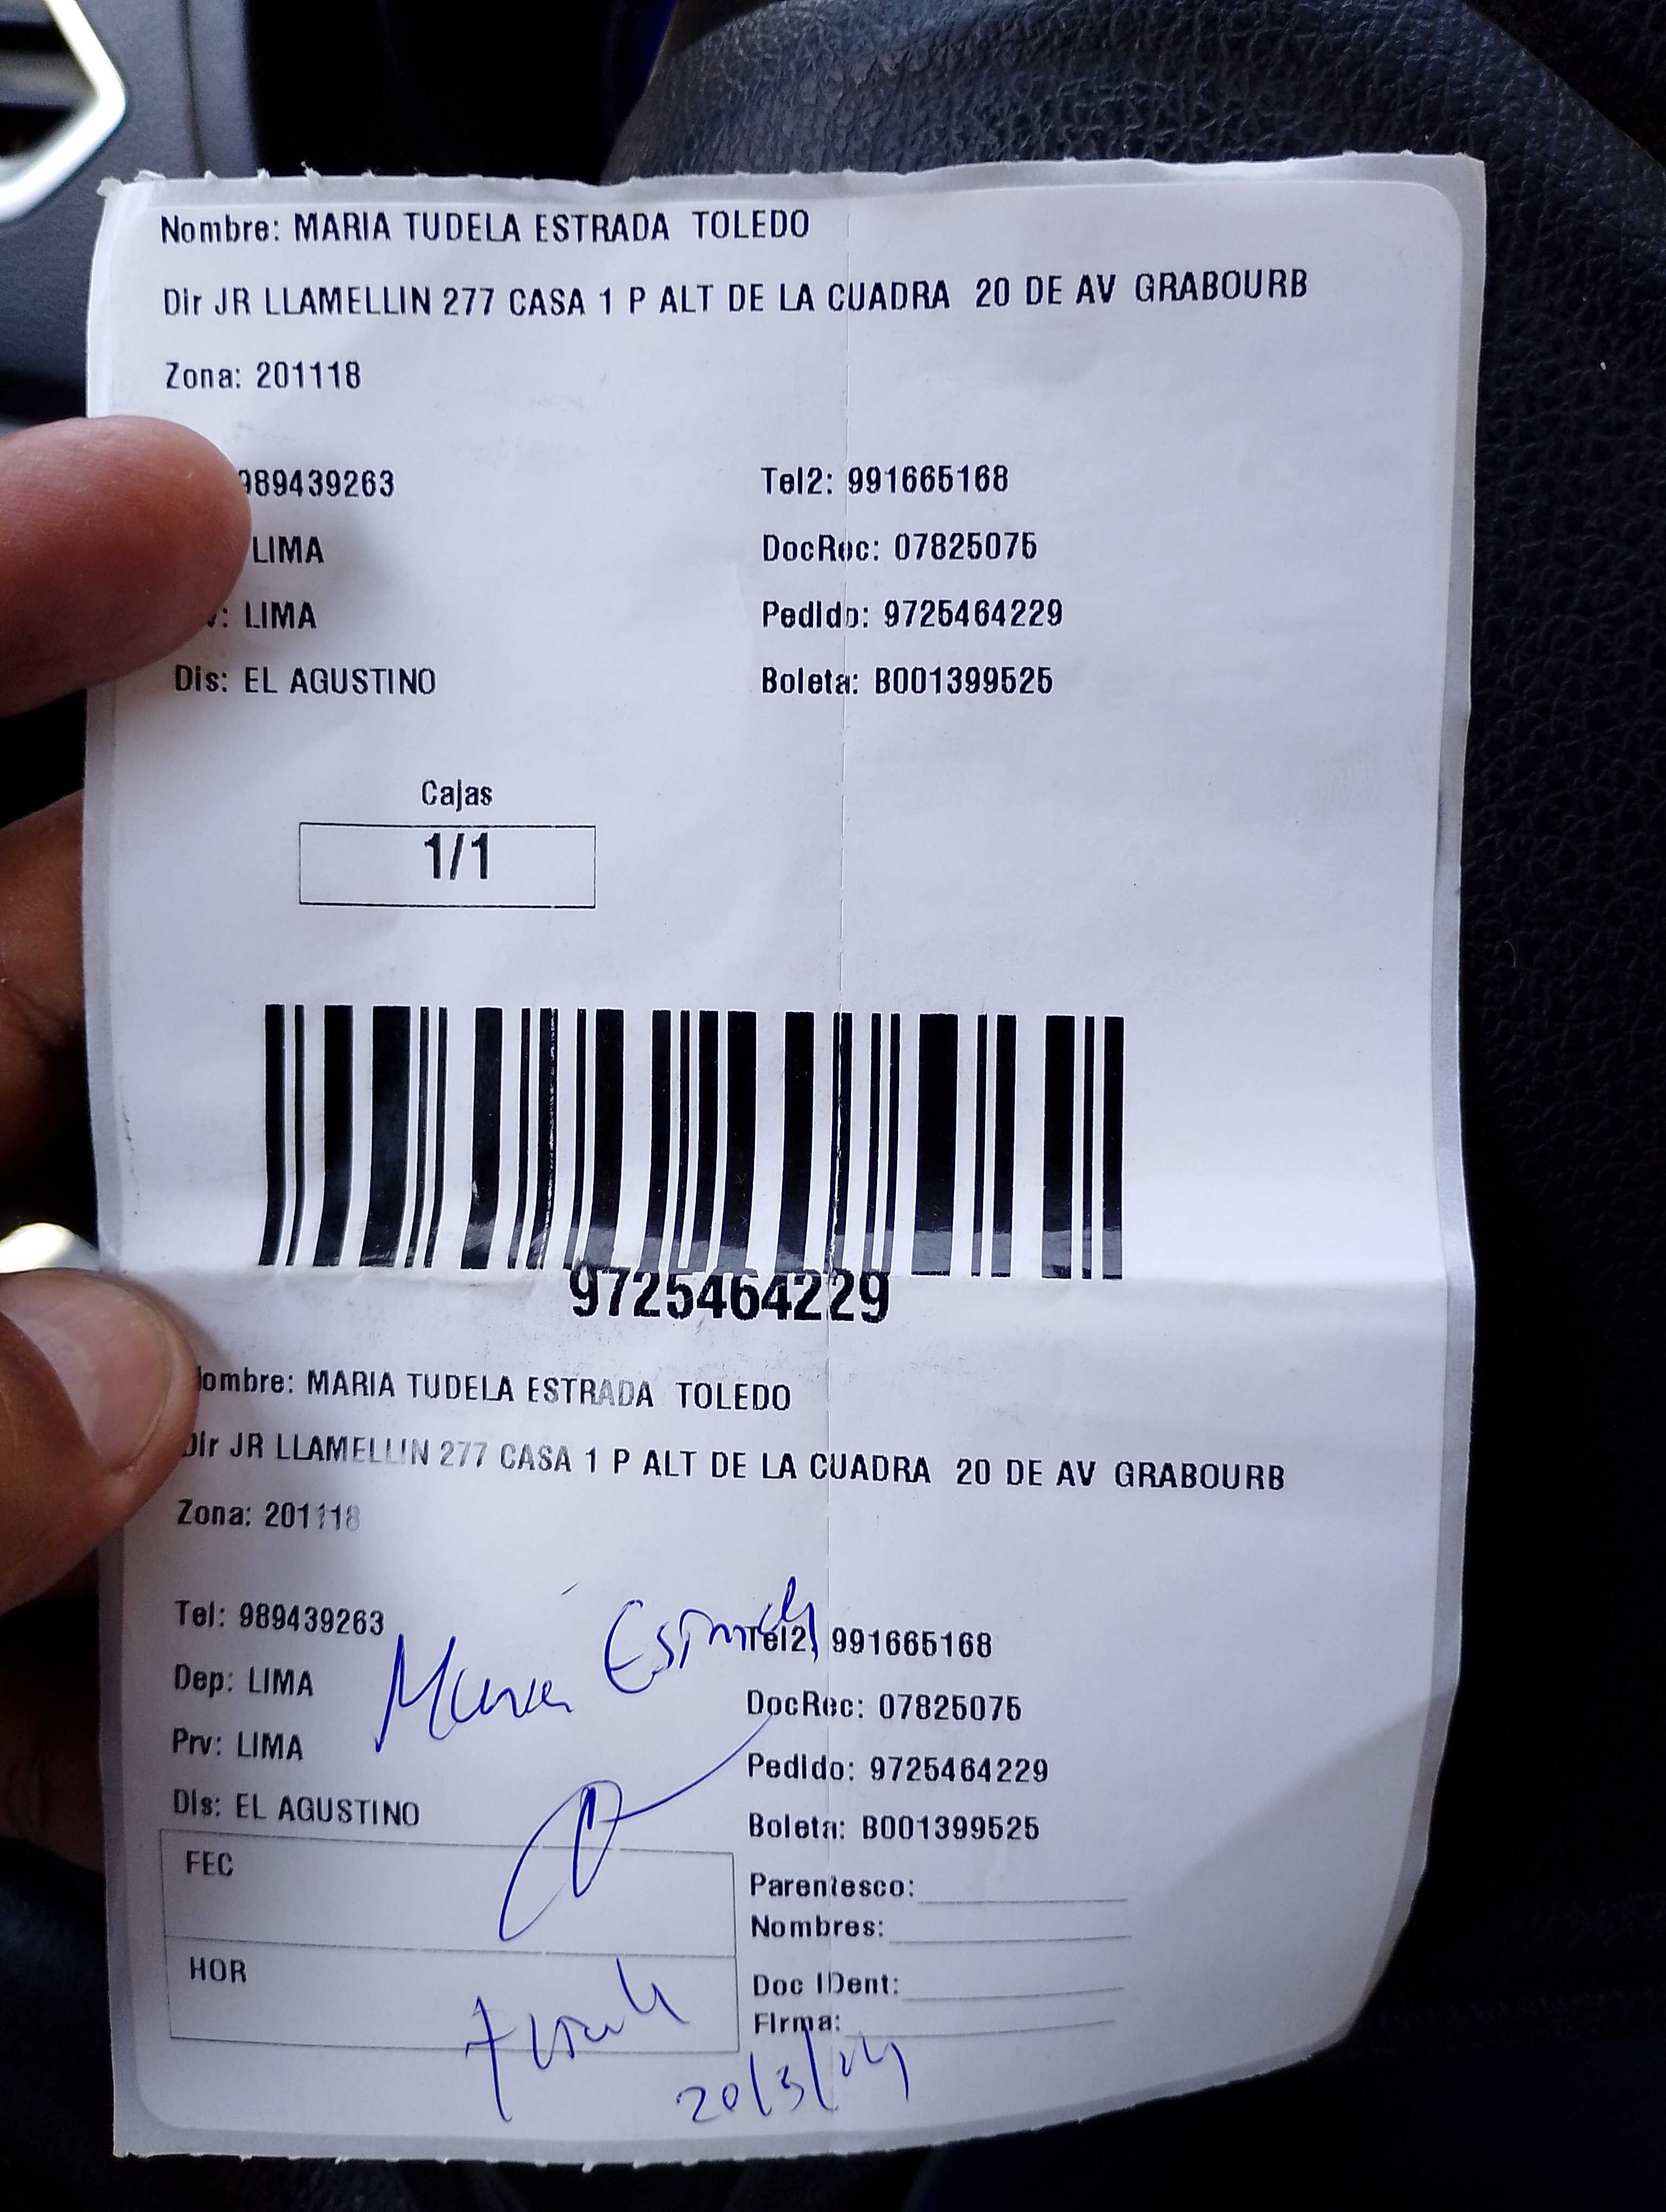 Nombre: MARIA TUDELA ESTRADA TOLEDO
Dir JR LLAMELLIN 277 CASA 1 P ALT DE LA CUADRA 20 DE AV GRABOURB
Zona: 201118
989439263 Tel2: 991665168
LIMA DocRec: 07825075
: LIMA Pedido: 9725464229
Dis: EL AGUSTINO Boleta: B001399525
Cajas
1/1
9725464229
ombre: MARIA TUDELA ESTRADA TOLEDO
Dir JR LLAMELLIN 277 CASA 1 P ALT DE LA CUADRA 20 DE AV GRABOURB
Zona: 201118
Tel: 989439263 Tel2: 991665168
Maria Estrada
Dep: LIMA DocRec: 07825075
Prv: LIMA Pedido: 9725464229
Dis: EL AGUSTINO Boleta: B001399525
FEC Parentesco:
Nombres:
HOR Doc IDent:
Firma:
20/3/24